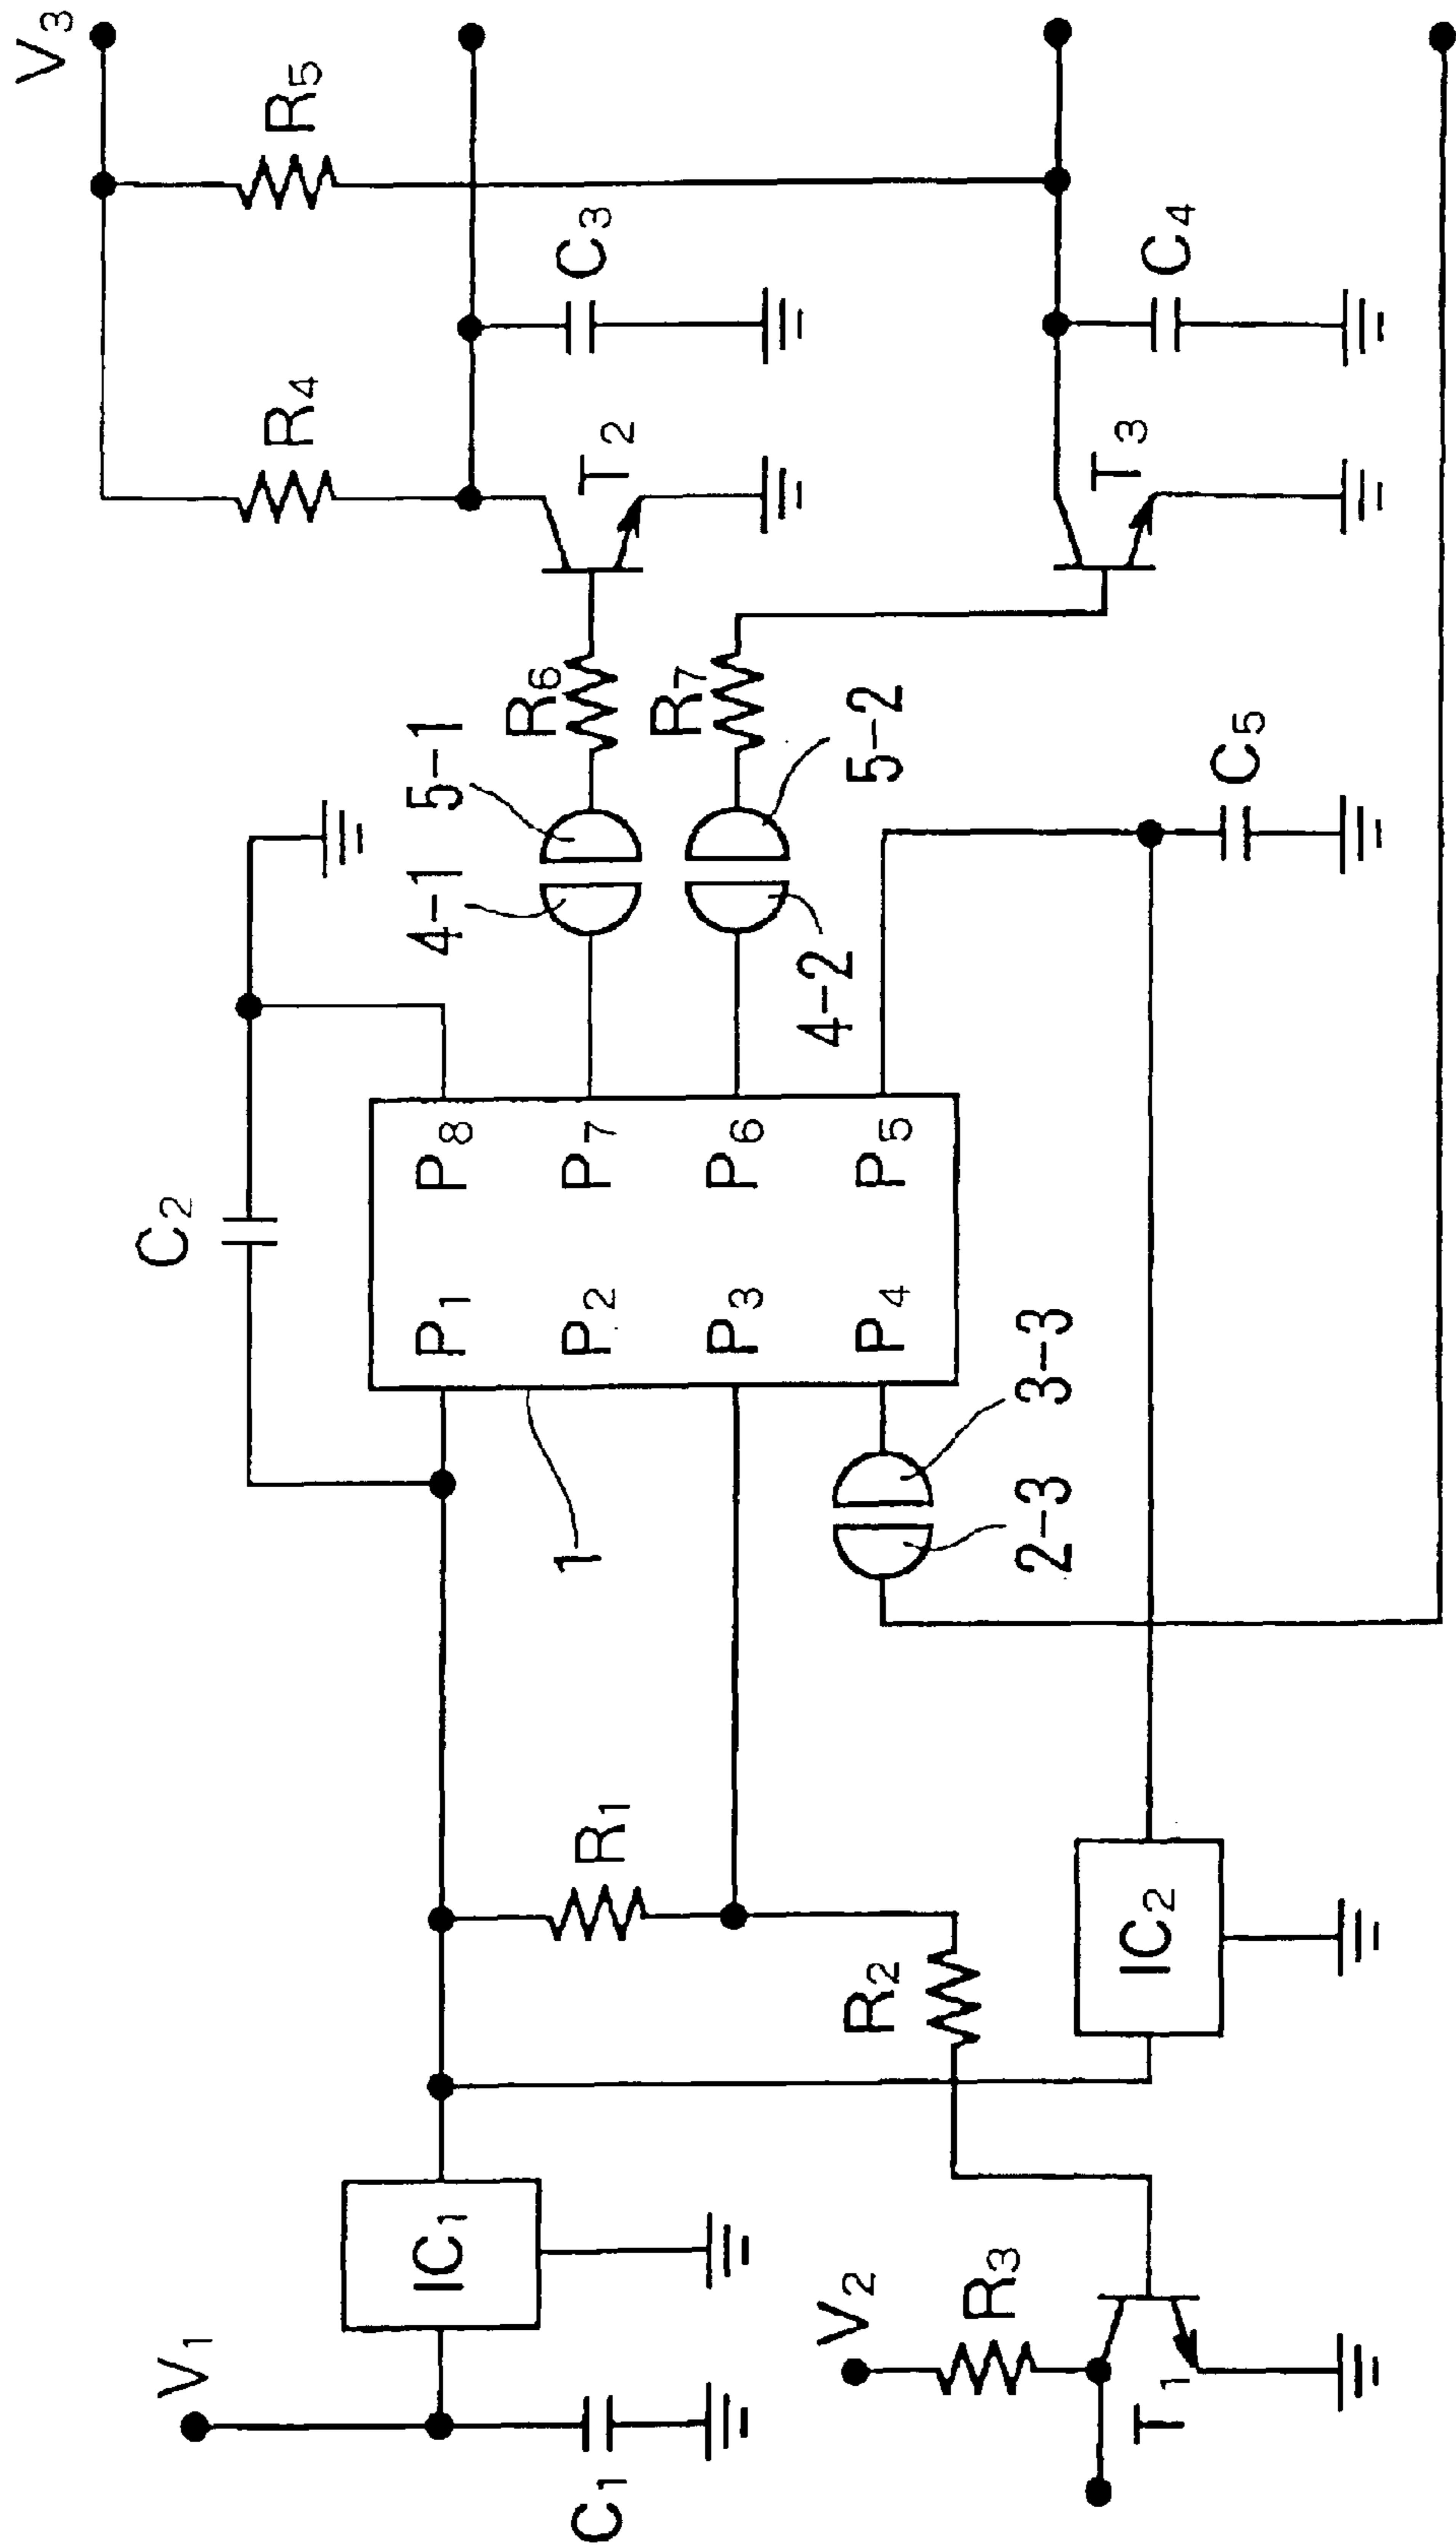 V1
C1
IC1
V2
R3
T1
R2
IC2
R1
1
C2
P1
P2
P3
P4
P8
P7
P6
P5
2-3
3-3
4-1
5-1
4-2
5-2
R6
R7
C5
T2
T3
R4
R5
C3
C4
V3